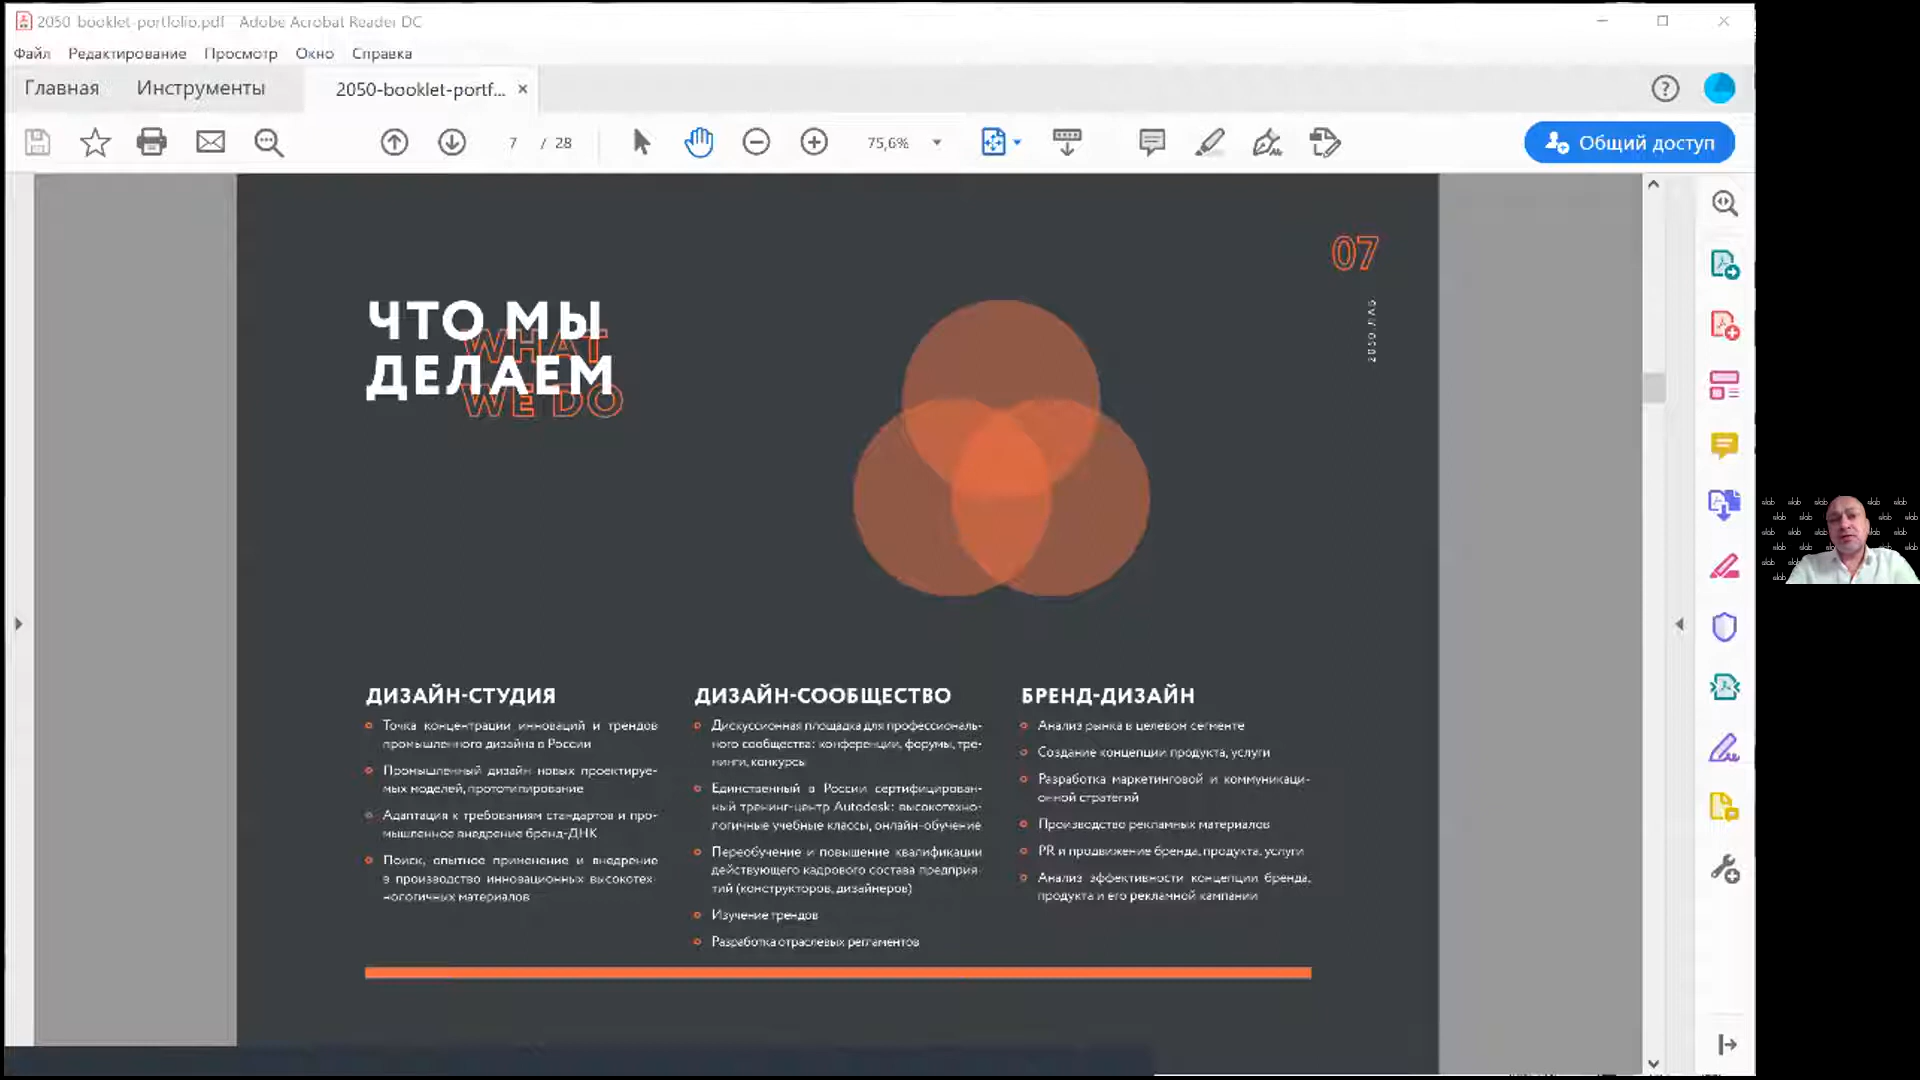 2050 booklet-portfolio.pdf - Adobe Acrobat Reader DC
Файл Редактирование Просмотр Окно Справка
Главная Инструменты 2050-booklet-portf... ×
7 / 28 75,6% Общий доступ
07
2050.ЛАБ
ЧТО МЫ
WHAT
ДЕЛАЕМ
WE DO
ДИЗАЙН-СТУДИЯ
Точка концентрации инноваций и трендов
промышленного дизайна в России
Промышленный дизайн новых проектируе-
мых моделей, прототипирование
Адаптация к требованиям стандартов и про-
мышленное внедрение бренд-ДНК
Поиск, опытное применение и внедрение
в производство инновационных высокотех-
нологичных материалов
ДИЗАЙН-СООБЩЕСТВО
Дискуссионная площадка для профессиональ-
ного сообщества: конференции, форумы, тре-
нинги, конкурсы
Единственный в России сертифицирован-
ный тренинг-центр Autodesk: высокотехно-
логичные учебные классы, онлайн-обучение
Переобучение и повышение квалификации
действующего кадрового состава предприя-
тий (конструкторов, дизайнеров)
Изучение трендов
Разработка отраслевых регламентов
БРЕНД-ДИЗАЙН
Анализ рынка в целевом сегменте
Создание концепции продукта, услуги
Разработка маркетинговой и коммуникаци-
онной стратегий
Производство рекламных материалов
PR и продвижение бренда, продукта, услуги
Анализ эффективности концепции бренда,
продукта и его рекламной кампании